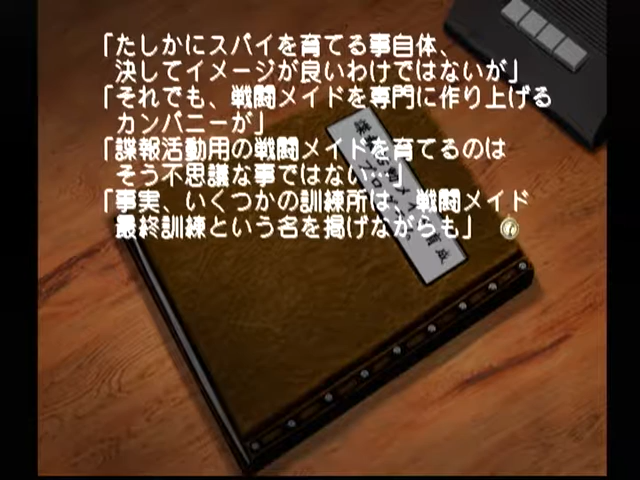 「たしかにスパイを育てる事自体、
決してイメージが良いわけではないが」
「それでも、戦闘メイドを専門に作り上げる
カンパニーが」
「諜報活動用の戦闘メイドを育てるのは
そう不思議な事ではない…」
「事実、いくつかの訓練所は、戦闘メイド
最終訓練という名を掲げながらも」